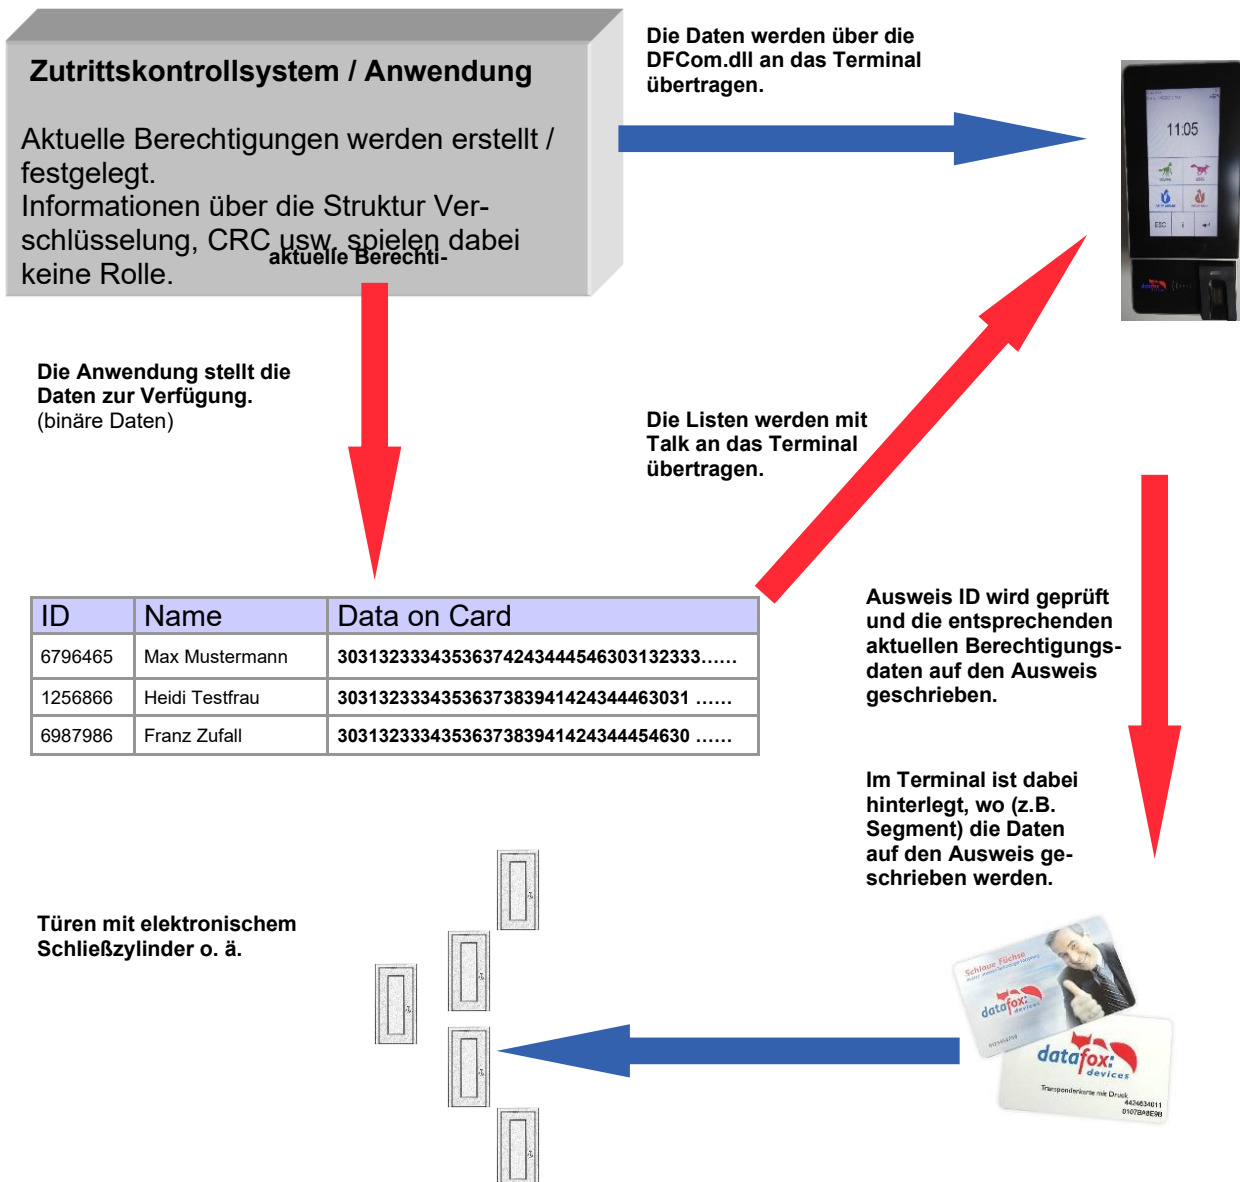 Zutrittskontrollsystem / Anwendung
Aktuelle Berechtigungen werden erstellt /
festgelegt.
Informationen über die Struktur Ver-
schlüsselung, CRC usw. spielen dabei
keine Rolle.
aktuelle Berechti-
Die Daten werden über die
DFCom.dll an das Terminal
übertragen.
11:05
ESC
i
datafox
Die Anwendung stellt die
Daten zur Verfügung.
(binäre Daten)
Die Listen werden mit
Talk an das Terminal
übertragen.
ID Name Data on Card
6796465 Max Mustermann 30313233343536374243444546303132333......
1256866 Heidi Testfrau 3031323334353637383941424344463031 ......
6987986 Franz Zufall 3031323334353637383941424344454630 ......
Ausweis ID wird geprüft
und die entsprechenden
aktuellen Berechtigungs-
daten auf den Ausweis
geschrieben.
Im Terminal ist dabei
hinterlegt, wo (z.B.
Segment) die Daten
auf den Ausweis ge-
schrieben werden.
Türen mit elektronischem
Schließzylinder o. ä.
Schlaue Füchse
datafox:
devices
datafox:
devices
Transponderkarte mit Druck
4424634011
0107BA8E9B